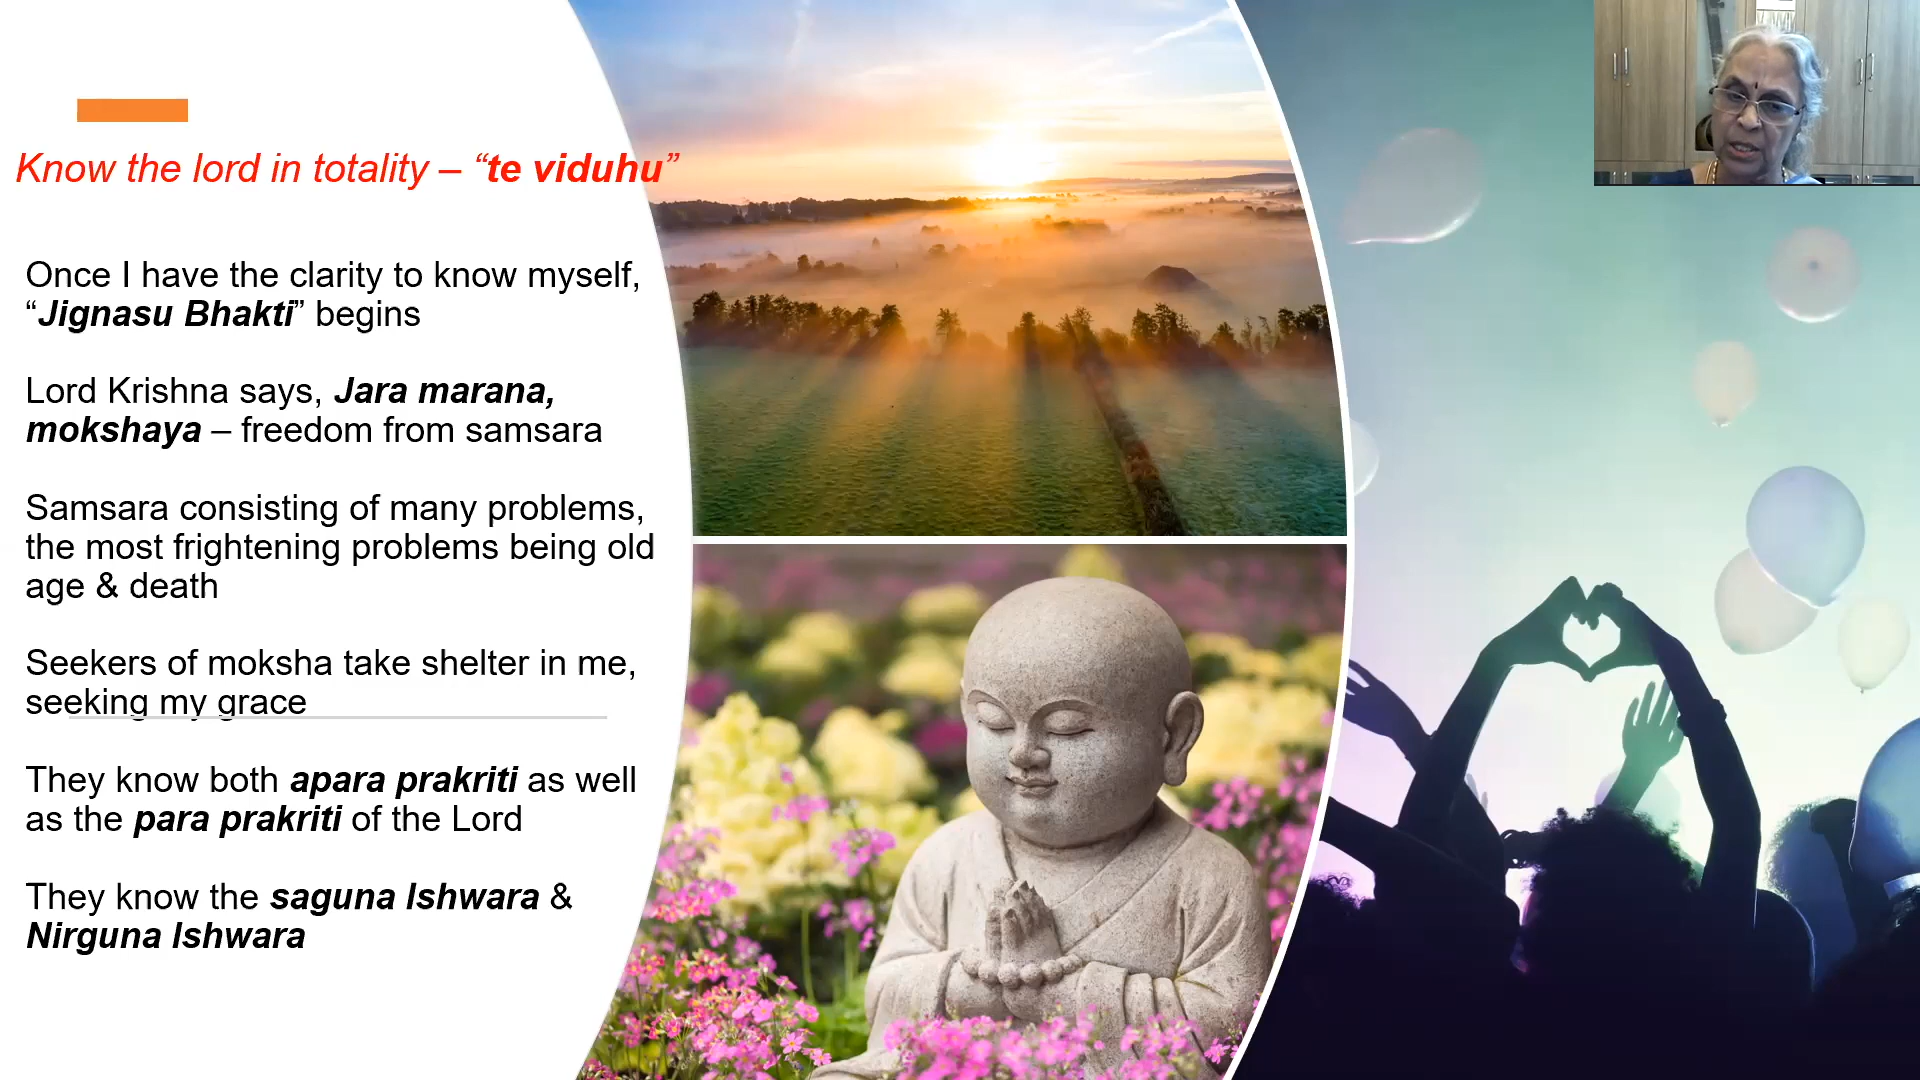 Know the lord in totality – “te viduhu”
Once I have the clarity to know myself,
“Jignasu Bhakti” begins
Lord Krishna says, Jara marana,
mokshaya – freedom from samsara
Samsara consisting of many problems,
the most frightening problems being old
age & death
Seekers of moksha take shelter in me,
seeking my grace
They know both apara prakriti as well
as the para prakriti of the Lord
They know the saguna Ishwara &
Nirguna Ishwara